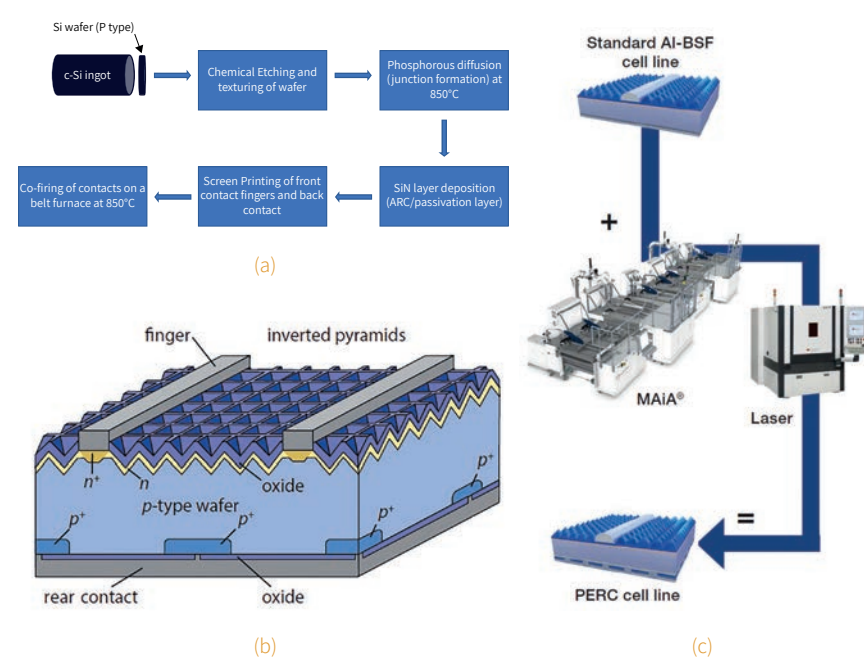 Si wafer (P type)
c-Si ingot
Chemical Etching and
texturing of wafer
Phosphorous diffusion
(junction formation) at
850°C
Co-firing of contacts on a
belt furnace at 850°C
Screen Printing of front
contact fingers and back
contact
SiN layer deposition
(ARC/passivation layer)
(a)
finger
inverted pyramids
n+
n
oxide
p+
p-type wafer
p+
p+
p+
rear contact
oxide
(b)
Standard Al-BSF
cell line
+
MAiA®
Laser
=
PERC cell line
(c)